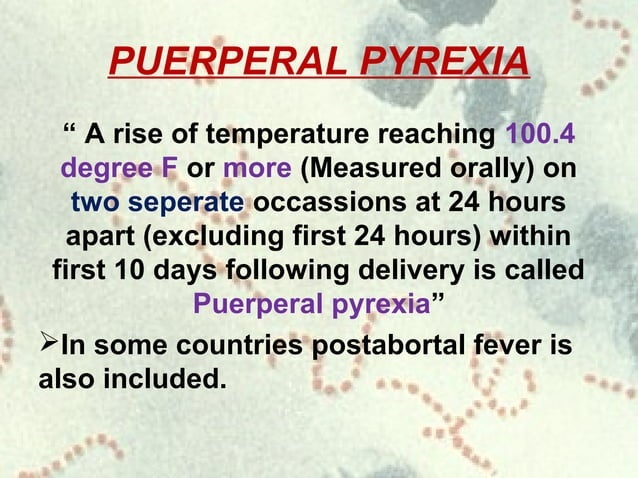 PUERPERAL PYREXIA
“ A rise of temperature reaching 100.4
degree F or more (Measured orally) on
two seperate occassions at 24 hours
apart (excluding first 24 hours) within
first 10 days following delivery is called
Puerperal pyrexia”
➢In some countries postabortal fever is
also included.